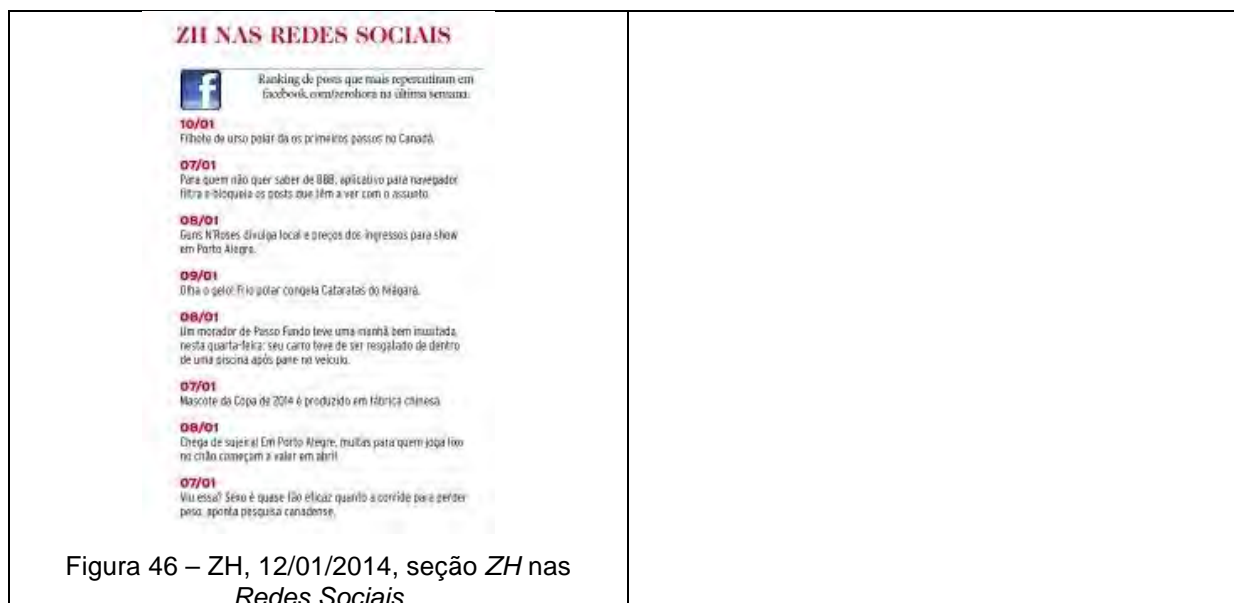 ZH NAS REDES SOCIAIS
f
Ranking de posts que mais repercutiram em
facebook.com/zerohora na última semana.
10/01
Filhote de urso polar dá os primeiros passos no Canadá.
07/01
Para quem não quer saber de BBB, aplicativo para navegador
filtra e bloqueia os posts que têm a ver com o assunto.
08/01
Guns N'Roses divulga local e preços dos ingressos para show
em Porto Alegre.
09/01
Olha o gelo! Frio polar congela Cataratas do Niágara.
08/01
Um morador de Passo Fundo teve uma manhã bem inusitada
nesta quarta-feira: seu carro teve de ser resgatado de dentro
de uma piscina após pane no veículo.
07/01
Mascote da Copa de 2014 é produzido em fábrica chinesa.
08/01
Chega de sujeira! Em Porto Alegre, multas para quem joga lixo
no chão começam a valer em abril.
07/01
Viu essa? Sexo é quase tão eficaz quanto a corrida para perder
peso, aponta pesquisa canadense.
Figura 46 – ZH, 12/01/2014, seção ZH nas
Redes Sociais